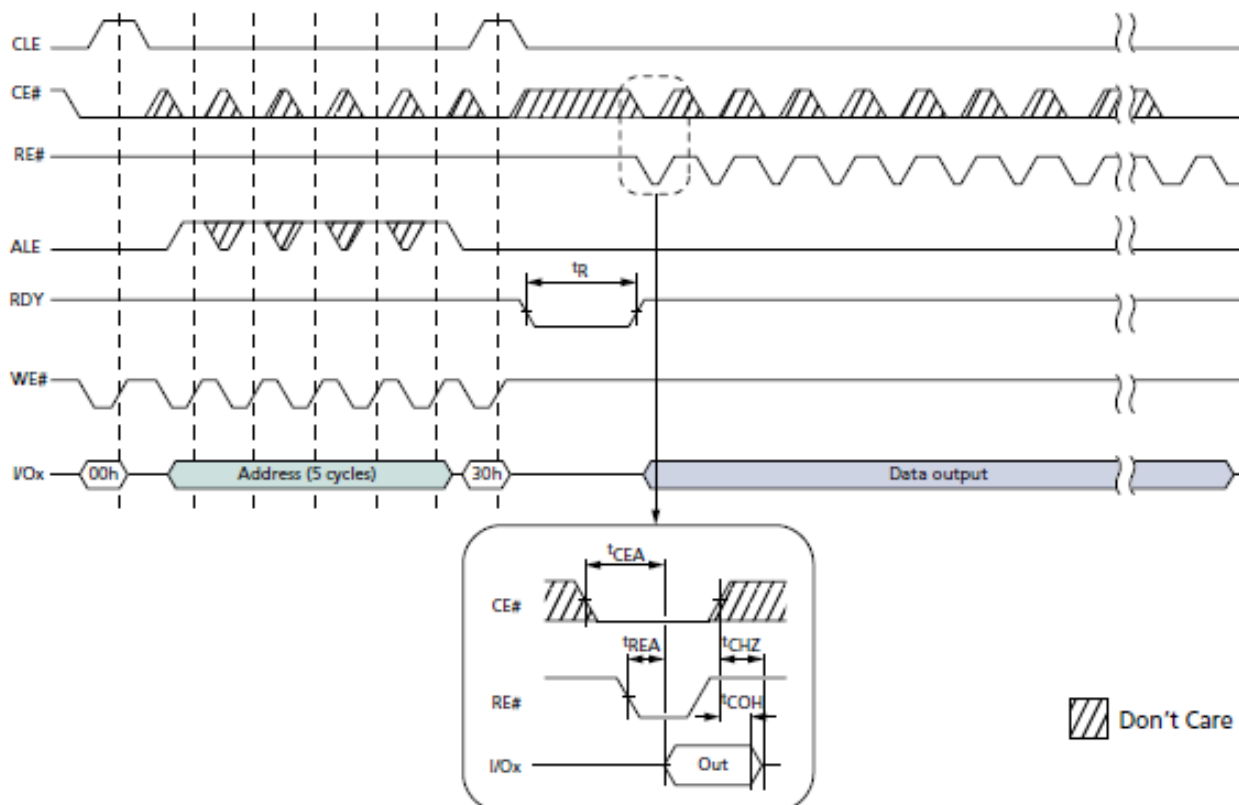 CLE
CE#
RE#
ALE
tR
RDY
WE#
I/Ox 00h Address (5 cycles) 30h Data output
tCEA
CE#
tREA tCHZ
RE# tCOH
I/Ox Out
Don't Care